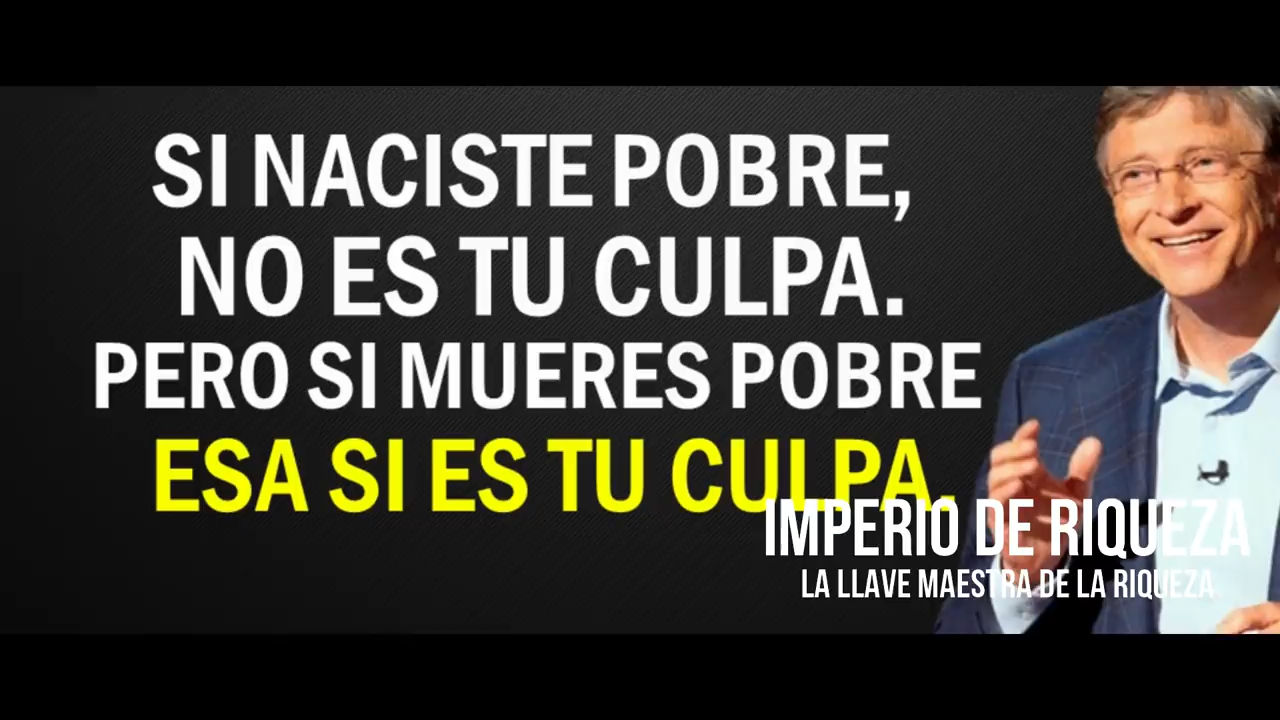 SI NACISTE POBRE,
NO ES TU CULPA.
PERO SI MUERES POBRE
ESA SI ES TU CULPA.
IMPERIO DE RIQUEZA
LA LLAVE MAESTRA DE LA RIQUEZA